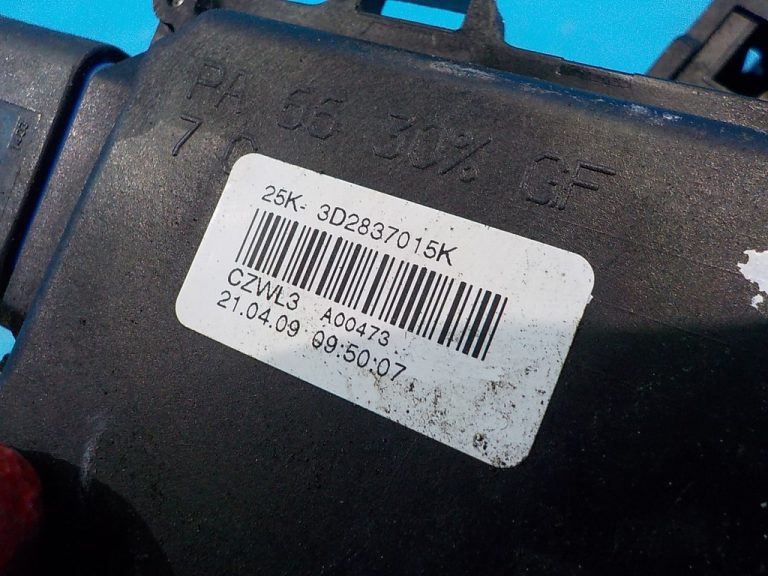 PA 66 30% GF
25K- 3D2837015K
CZWL3 A00473
21.04.09 09:50:07